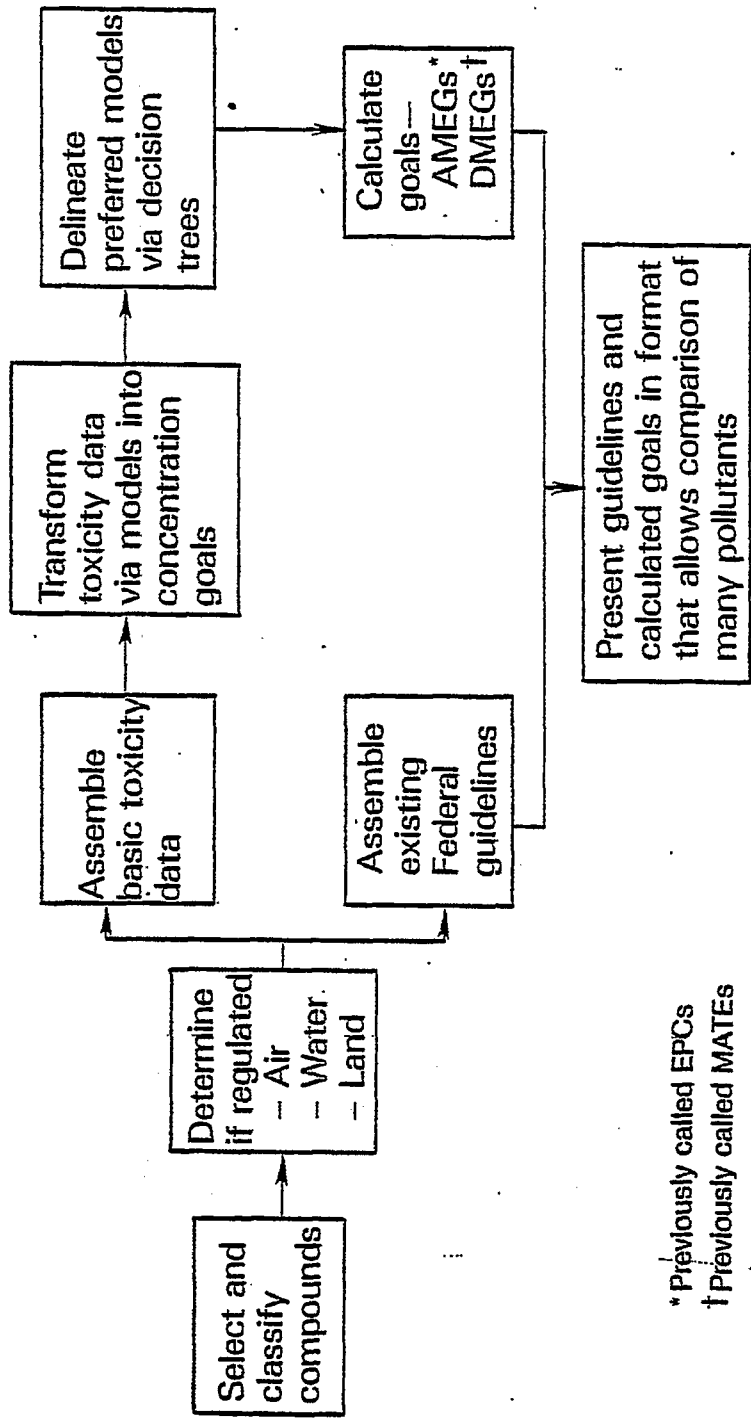 Select and
classify
compounds
Determine
if regulated
– Air
– Water
– Land
Assemble
basic toxicity
data
Transform
toxicity data
via models into
concentration
goals
Delineate
preferred models
via decision
trees
Calculate
goals—
AMEGs*
DMEGs†
Assemble
existing
Federal
guidelines
Present guidelines and
calculated goals in format
that allows comparison of
many pollutants
*Previously called EPCs
†Previously called MATEs